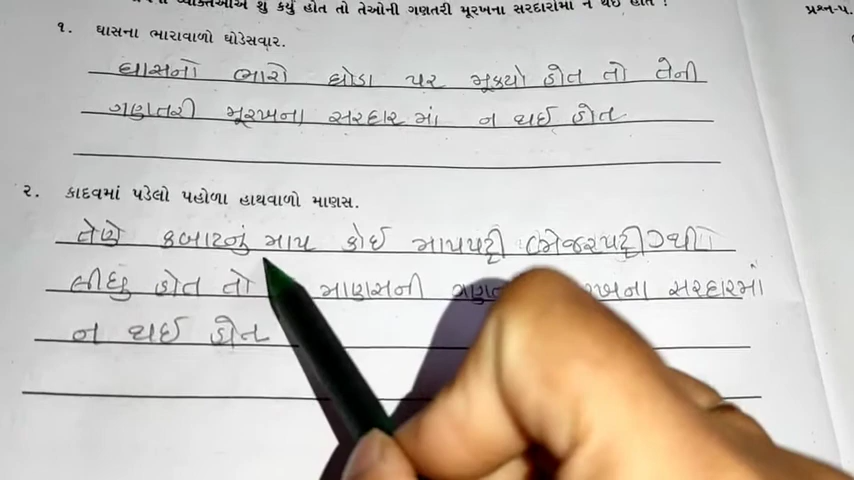 વ્યક્તિઓએ શું કર્યું હોત તો તેઓની ગણતરી મૂરખના સરદારોમાં ન થઈ હોત ?
પ્રશ્ન-૫.
૧. ઘાસના ભારાવાળો ઘોડેસવાર.
ઘાસનો ભારો ઘોડા પર મૂક્યો હોત તો તેની
ગણતરી મૂરખના સરદારમાં ન થઈ હોત
૨. કાદવમાં પડેલો પહોળા હાથવાળો માણસ.
તેણે કબાટનું માપ કોઈ માપપટ્ટી (મેજરપટ્ટી)થી
લીધું હોત તો માણસની સરદારમાં
ન થઈ હોત